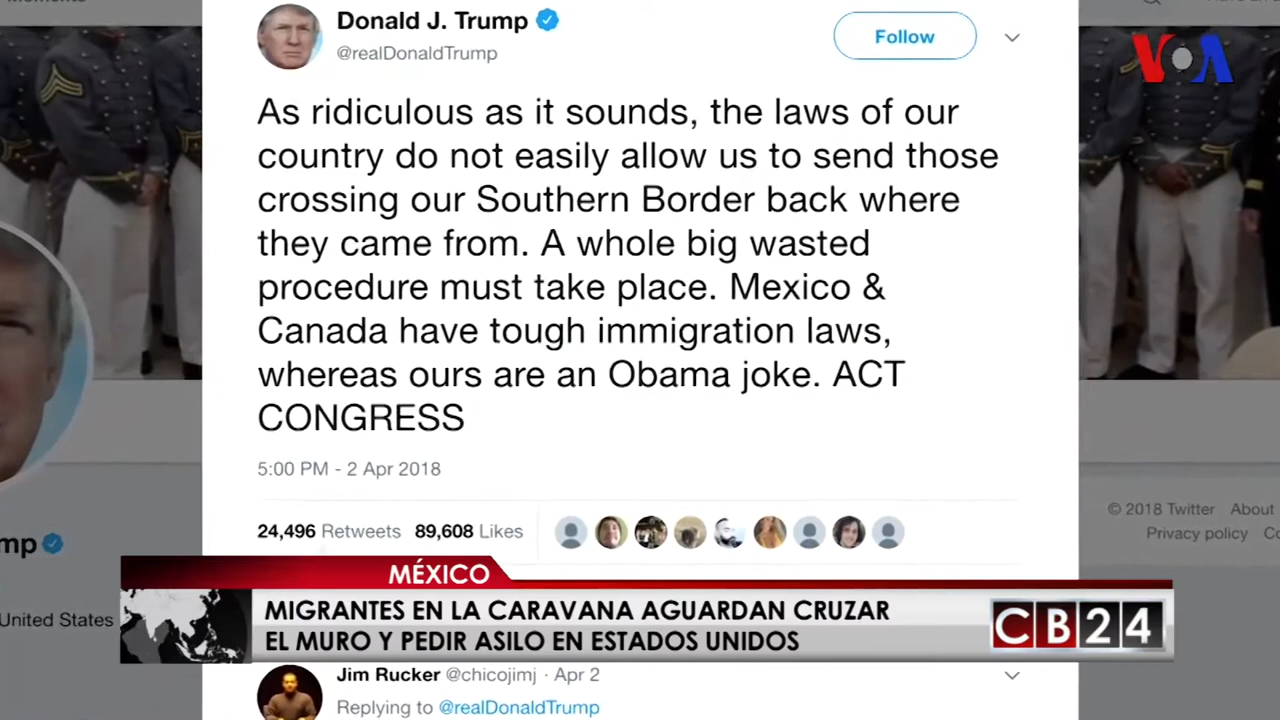 Donald J. Trump
@realDonaldTrump
Follow
VOA
As ridiculous as it sounds, the laws of our
country do not easily allow us to send those
crossing our Southern Border back where
they came from. A whole big wasted
procedure must take place. Mexico &
Canada have tough immigration laws,
whereas ours are an Obama joke. ACT
CONGRESS
5:00 PM - 2 Apr 2018
24,496 Retweets 89,608 Likes
© 2018 Twitter About
Privacy policy
mp
United States
MÉXICO
MIGRANTES EN LA CARAVANA AGUARDAN CRUZAR
EL MURO Y PEDIR ASILO EN ESTADOS UNIDOS
CB24
Jim Rucker @chicojimj · Apr 2
Replying to @realDonaldTrump